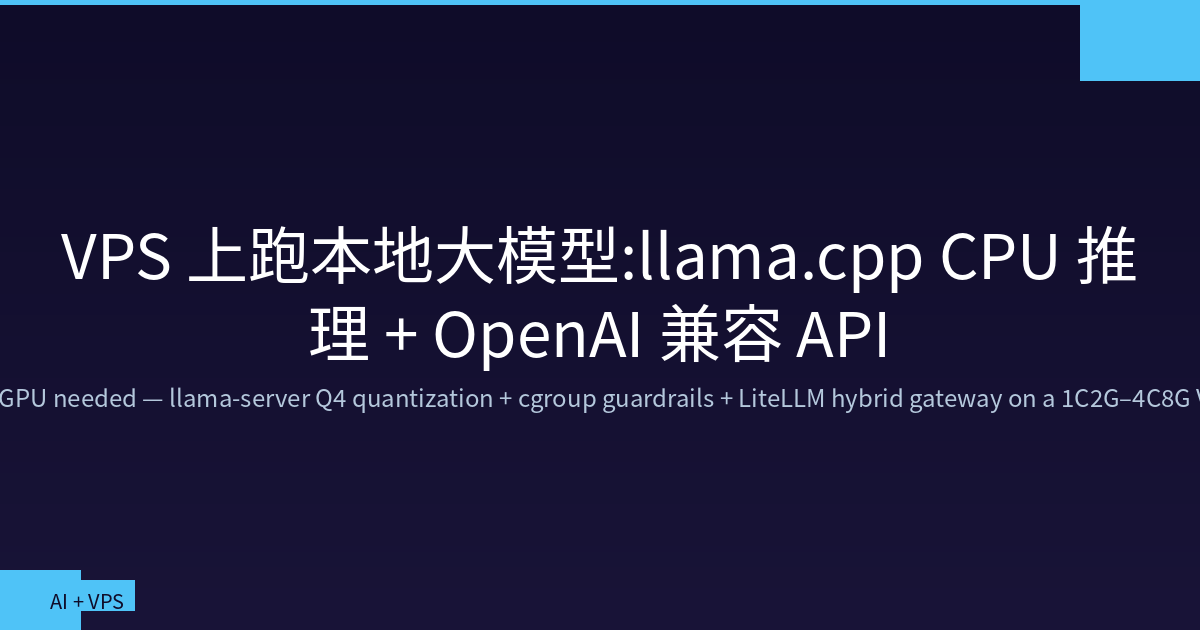 VPS 上跑本地大模型:llama.cpp CPU 推
理 + OpenAI 兼容 API
GPU needed — llama-server Q4 quantization + cgroup guardrails + LiteLLM hybrid gateway on a 1C2G–4C8G
AI + VPS